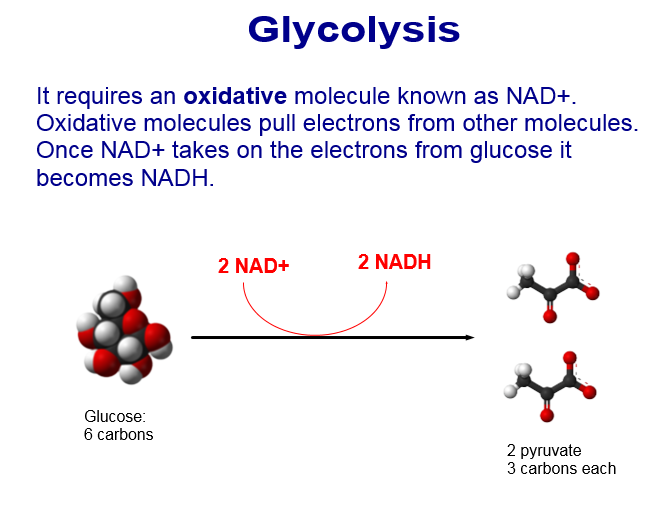 Glycolysis
It requires an oxidative molecule known as NAD+.
Oxidative molecules pull electrons from other molecules.
Once NAD+ takes on the electrons from glucose it
becomes NADH.
2 NAD+
2 NADH
Glucose:
6 carbons
2 pyruvate
3 carbons each